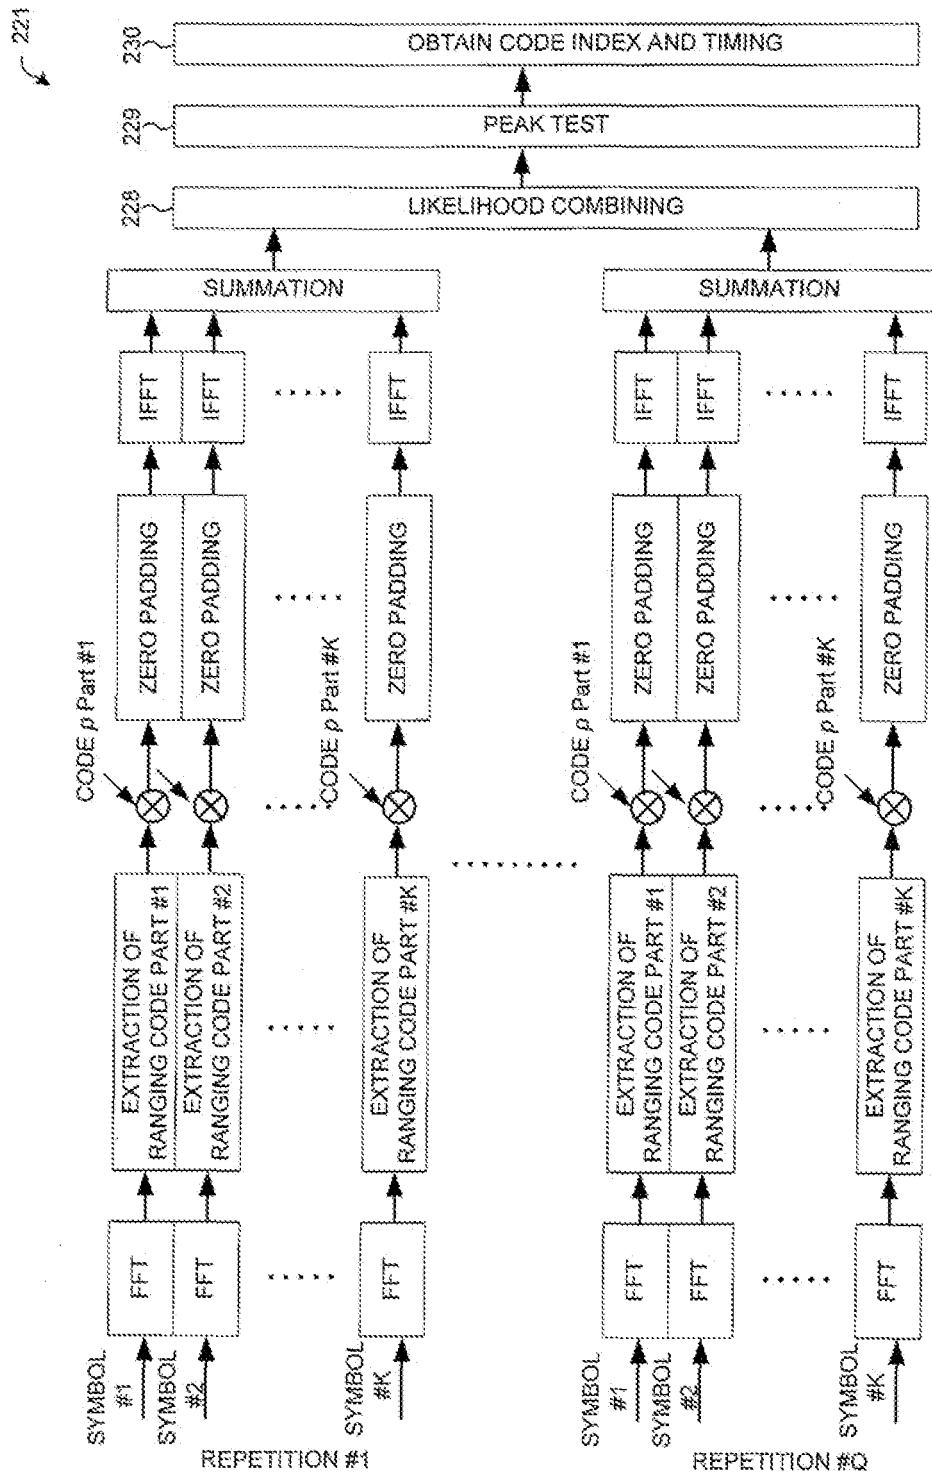 221
REPETITION #1
SYMBOL
#1
SYMBOL
#2
SYMBOL
#K
FFT
FFT
FFT
EXTRACTION OF
RANGING CODE PART #1
EXTRACTION OF
RANGING CODE PART #2
EXTRACTION OF
RANGING CODE PART #K
CODE p Part #1
CODE p Part #K
ZERO PADDING
ZERO PADDING
ZERO PADDING
IFFT
IFFT
IFFT
SUMMATION
REPETITION #Q
SYMBOL
#1
SYMBOL
#2
SYMBOL
#K
FFT
FFT
FFT
EXTRACTION OF
RANGING CODE PART #1
EXTRACTION OF
RANGING CODE PART #2
EXTRACTION OF
RANGING CODE PART #K
CODE p Part #1
CODE p Part #K
ZERO PADDING
ZERO PADDING
ZERO PADDING
IFFT
IFFT
IFFT
SUMMATION
228
LIKELIHOOD COMBINING
229
PEAK TEST
230
OBTAIN CODE INDEX AND TIMING